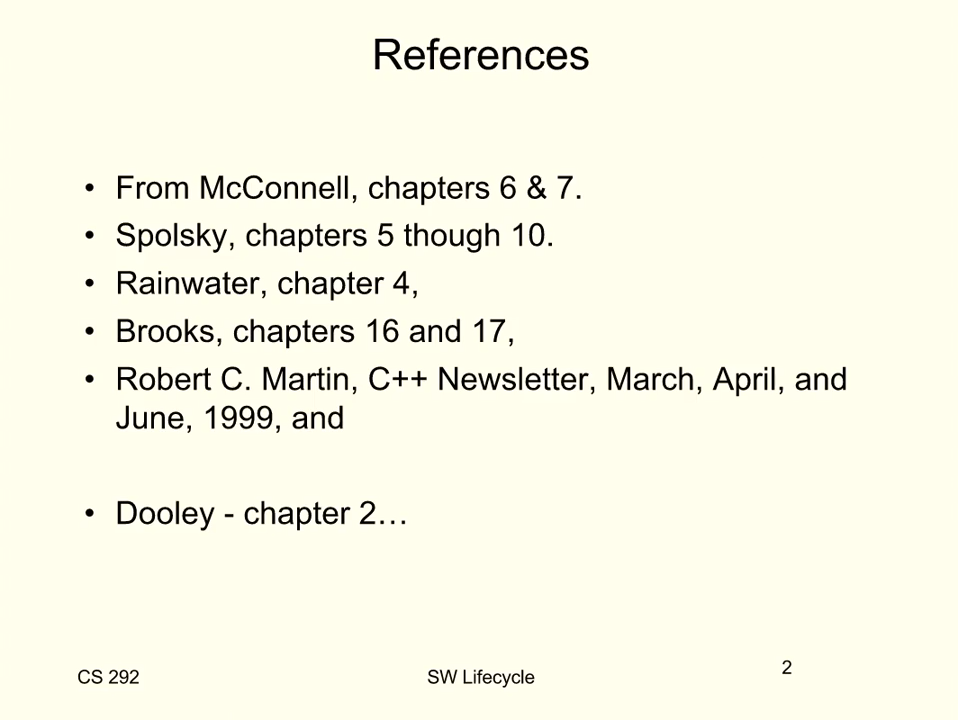 References
• From McConnell, chapters 6 & 7.
• Spolsky, chapters 5 though 10.
• Rainwater, chapter 4,
• Brooks, chapters 16 and 17,
• Robert C. Martin, C++ Newsletter, March, April, and
June, 1999, and
• Dooley - chapter 2…
CS 292
SW Lifecycle
2